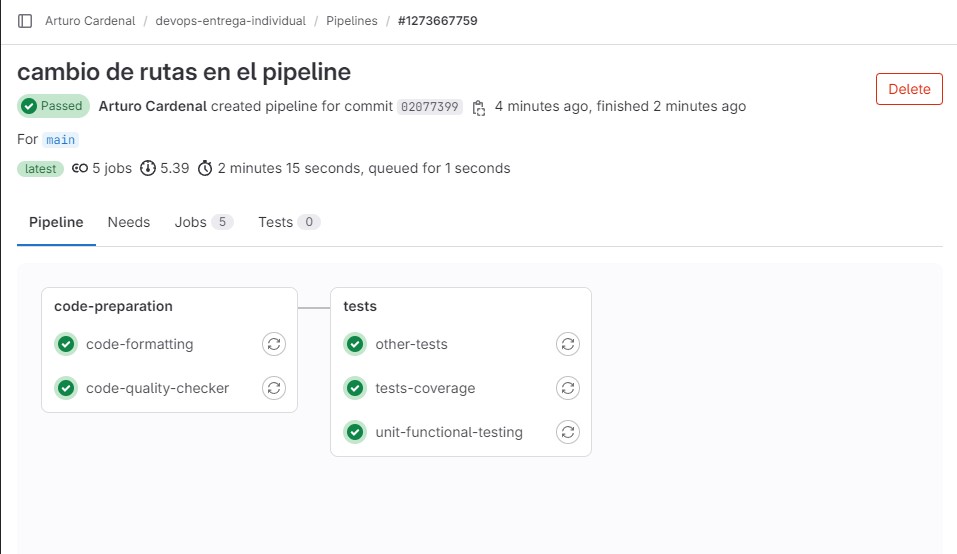 Arturo Cardenal / devops-entrega-individual / Pipelines / #1273667759
cambio de rutas en el pipeline
Delete
Passed Arturo Cardenal created pipeline for commit 02077399 4 minutes ago, finished 2 minutes ago
For main
latest 5 jobs 5.39 2 minutes 15 seconds, queued for 1 seconds
Pipeline Needs Jobs 5 Tests 0
code-preparation
code-formatting
code-quality-checker
tests
other-tests
tests-coverage
unit-functional-testing